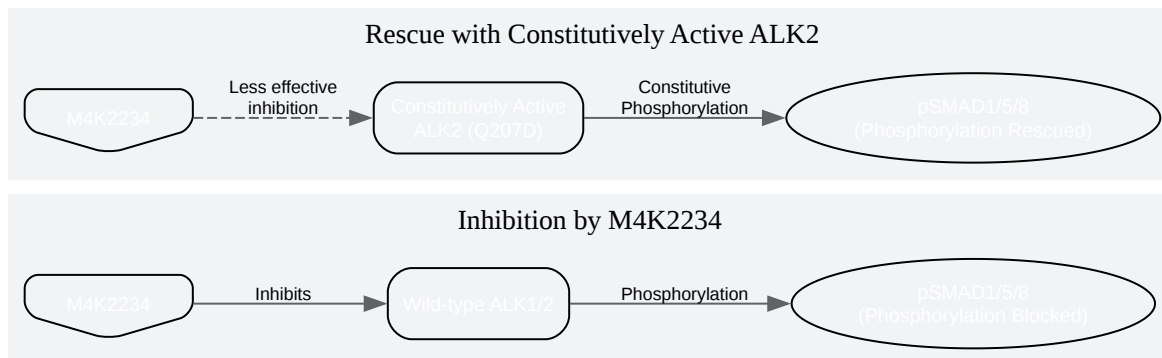 Rescue with Constitutively Active ALK2
M4K2234
Less effective
inhibition
Constitutively Active
ALK2 (Q207D)
Constitutive
Phosphorylation
pSMAD1/5/8
(Phosphorylation Rescued)
Inhibition by M4K2234
M4K2234
Inhibits
Wild-type ALK1/2
Phosphorylation
pSMAD1/5/8
(Phosphorylation Blocked)